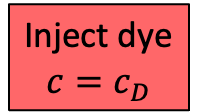 Inject dye
c = c_D